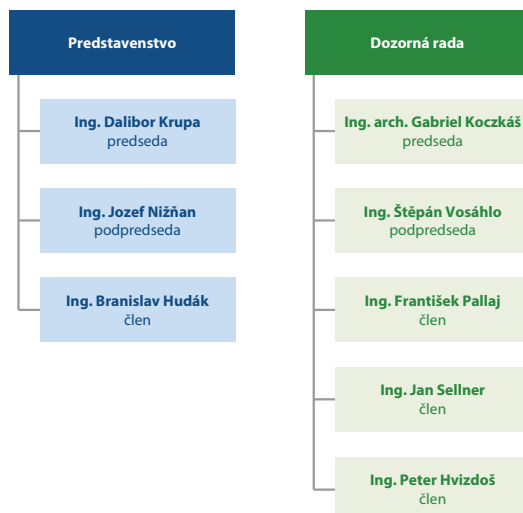 Predstavenstvo
Ing. Dalibor Krupa
predseda
Ing. Jozef Nižňan
podpredseda
Ing. Branislav Hudák
člen
Dozorná rada
Ing. arch. Gabriel Koczkáš
predseda
Ing. Štěpán Vosáhlo
podpredseda
Ing. František Pallaj
člen
Ing. Jan Sellner
člen
Ing. Peter Hvizdoš
člen